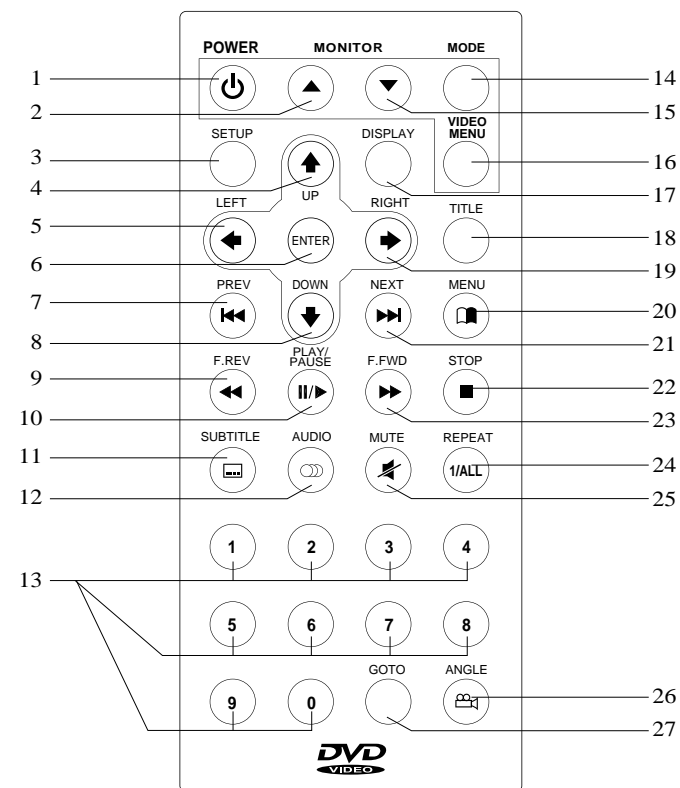 POWER MONITOR MODE
1 14
2 15
VIDEO
MENU
SETUP DISPLAY
3 16
4 17
UP
LEFT RIGHT TITLE
5 18
ENTER
6 19
PREV DOWN NEXT MENU
7 20
8 21
PLAY/
PAUSE
F.REV F.FWD STOP
9 22
10 23
SUBTITLE AUDIO MUTE REPEAT
11 24
1/ALL
12 25
1 2 3 4
13
5 6 7 8
GOTO ANGLE
9 0 26
27
DVD
VIDEO